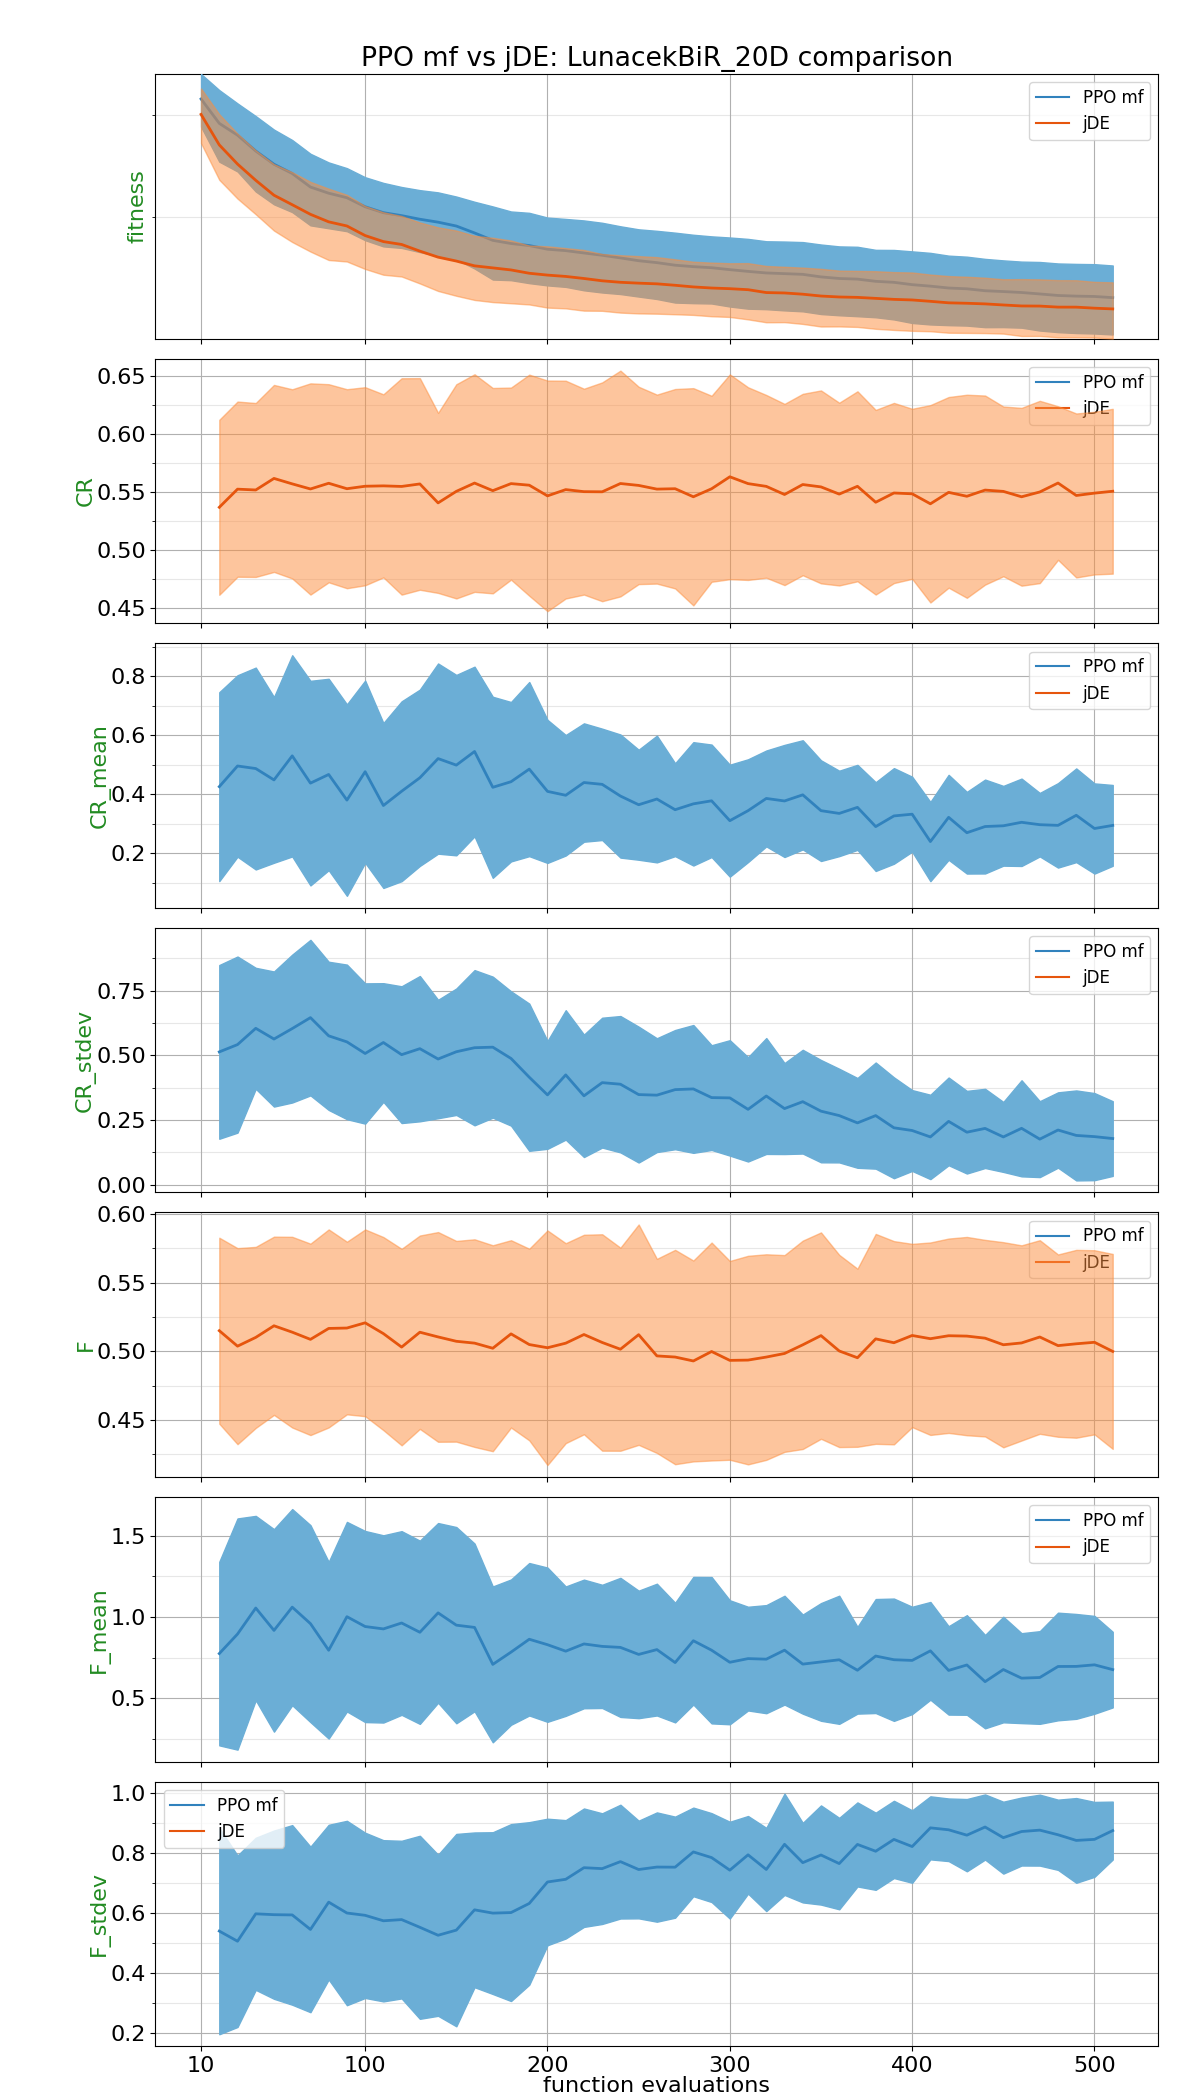 PPO mf vs jDE: LunacekBiR_20D comparison
fitness
PPO mf
jDE
CR
0.65
0.60
0.55
0.50
0.45
PPO mf
jDE
CR_mean
0.8
0.6
0.4
0.2
PPO mf
jDE
CR_stdev
0.75
0.50
0.25
0.00
PPO mf
jDE
F
0.60
0.55
0.50
0.45
PPO mf
jDE
F_mean
1.5
1.0
0.5
PPO mf
jDE
F_stdev
1.0
0.8
0.6
0.4
0.2
PPO mf
jDE
10 100 200 300 400 500
function evaluations